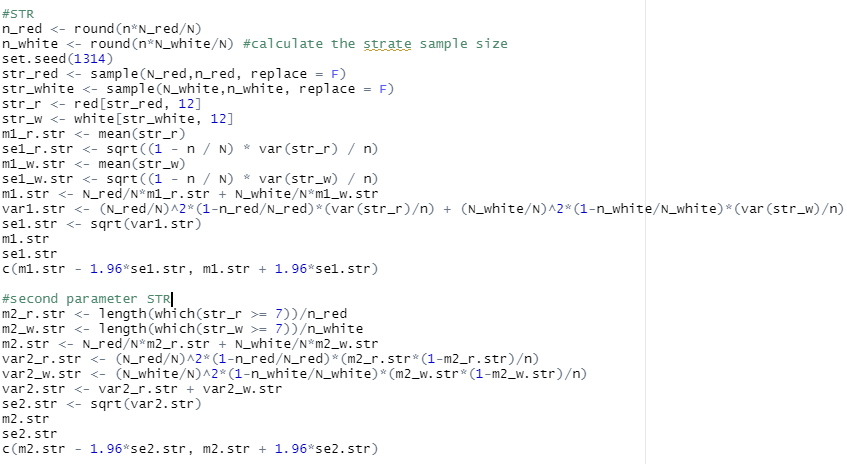 #STR
n_red <- round(n*N_red/N)
n_white <- round(n*N_white/N) #calculate the strate sample size
set.seed(1314)
str_red <- sample(N_red,n_red, replace = F)
str_white <- sample(N_white,n_white, replace = F)
str_r <- red[str_red, 12]
str_w <- white[str_white, 12]
m1_r.str <- mean(str_r)
se1_r.str <- sqrt((1 - n / N) * var(str_r) / n)
m1_w.str <- mean(str_w)
se1_w.str <- sqrt((1 - n / N) * var(str_w) / n)
m1.str <- N_red/N*m1_r.str + N_white/N*m1_w.str
var1.str <- (N_red/N)^2*(1-n_red/N_red)*(var(str_r)/n) + (N_white/N)^2*(1-n_white/N_white)*(var(str_w)/n)
se1.str <- sqrt(var1.str)
m1.str
se1.str
c(m1.str - 1.96*se1.str, m1.str + 1.96*se1.str)
#second parameter STR
m2_r.str <- length(which(str_r >= 7))/n_red
m2_w.str <- length(which(str_w >= 7))/n_white
m2.str <- N_red/N*m2_r.str + N_white/N*m2_w.str
var2_r.str <- (N_red/N)^2*(1-n_red/N_red)*(m2_r.str*(1-m2_r.str)/n)
var2_w.str <- (N_white/N)^2*(1-n_white/N_white)*(m2_w.str*(1-m2_w.str)/n)
var2.str <- var2_r.str + var2_w.str
se2.str <- sqrt(var2.str)
m2.str
se2.str
c(m2.str - 1.96*se2.str, m2.str + 1.96*se2.str)